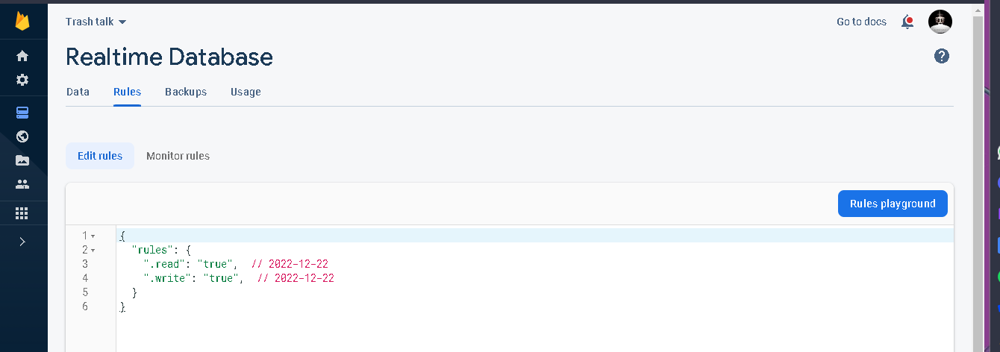 Trash talk
Go to docs
Realtime Database
?
Data Rules Backups Usage
Edit rules Monitor rules
Rules playground
1 {
2 "rules": {
3 ".read": "true", // 2022-12-22
4 ".write": "true", // 2022-12-22
5 }
6 }